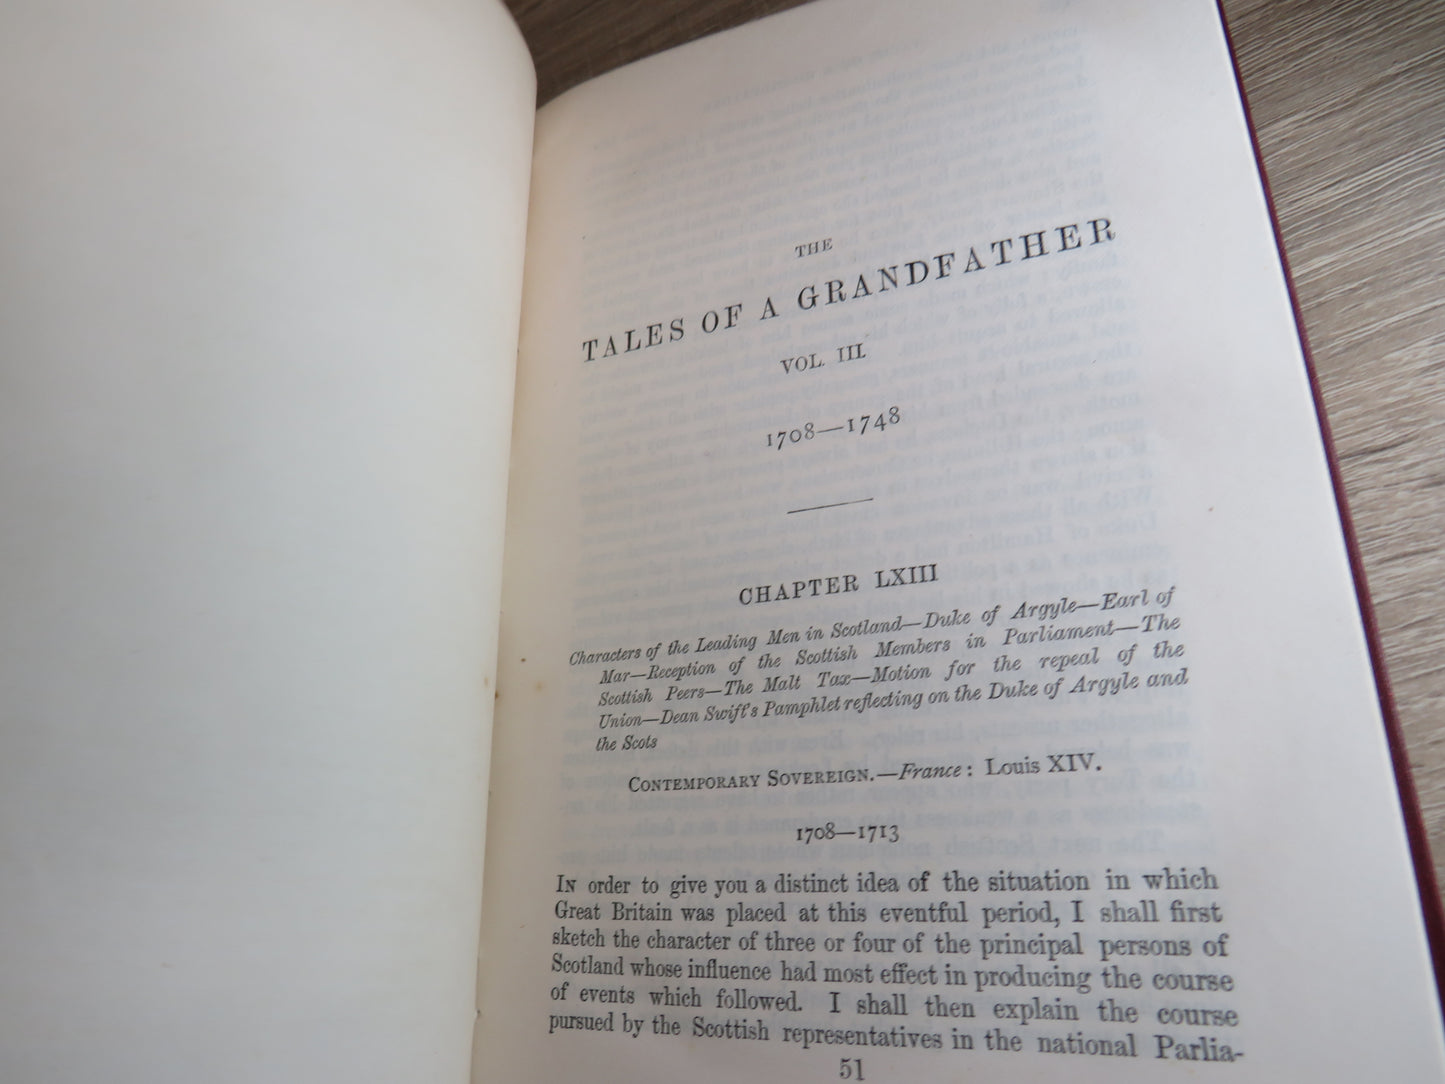 THE
TALES OF A GRANDFATHER
VOL. III.
1708—1748
CHAPTER LXIII
Characters of the Leading Men in Scotland—Duke of Argyle—Earl of
Mar—Reception of the Scottish Members in Parliament—The
Scottish Peers—The Malt Tax—Motion for the repeal of the
Union—Dean Swift's Pamphlet reflecting on the Duke of Argyle and
the Scots
CONTEMPORARY SOVEREIGN.—France: Louis XIV.
1708—1713
IN order to give you a distinct idea of the situation in which
Great Britain was placed at this eventful period, I shall first
sketch the character of three or four of the principal persons of
Scotland whose influence had most effect in producing the course
of events which followed. I shall then explain the course
pursued by the Scottish representatives in the national Parlia-
51